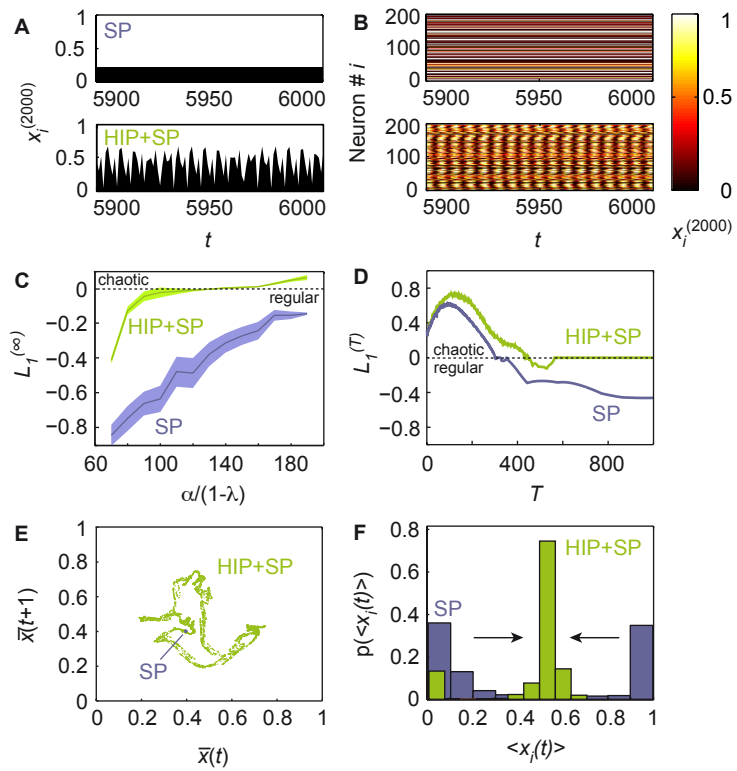 A
SP
1
0.5
0
5900 5950 6000
x_i^(2000)
HIP+SP
1
0.5
0
5900 5950 6000
t
B
200
100
0
5900 5950 6000
Neuron # i
200
100
0
5900 5950 6000
t
1
0.5
0
x_i^(2000)
C
chaotic
regular
0
−0.2
−0.4
−0.6
−0.8
L_1^(∞)
HIP+SP
SP
60 100 140 180
α/(1-λ)
D
0.8
0.4
0
−0.4
−0.8
L_1^(T)
HIP+SP
chaotic
regular
SP
0 400 800
T
E
1
0.8
0.6
0.4
0.2
0
x̅(t+1)
HIP+SP
SP
0 0.2 0.4 0.6 0.8 1
x̅(t)
F
0.8
0.6
0.4
0.2
0
p(<x_i(t)>)
HIP+SP
SP
0 0.2 0.4 0.6 0.8 1
<x_i(t)>